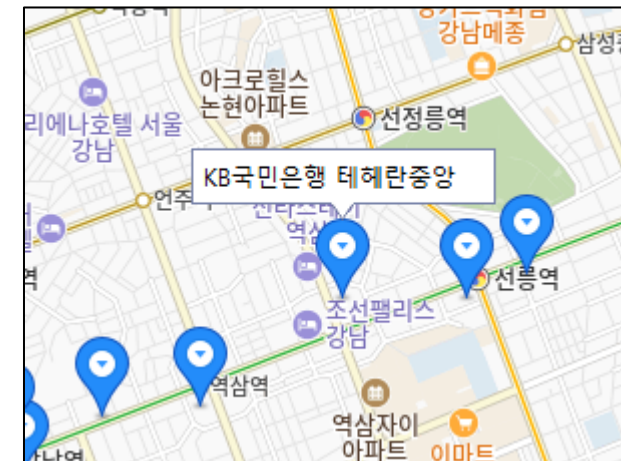 강남메종
삼성
아크로힐스
논현아파트
리에나호텔 서울
강남
선정릉역
KB국민은행 테헤란중앙
언주
역삼
선릉역
조선팰리스
강남
역삼역
역삼자이
아파트
이마트